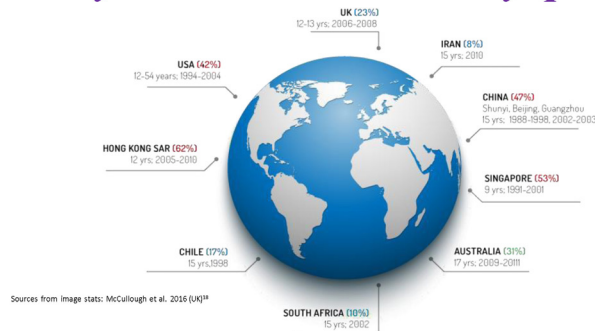 UK (23%)
12-13 yrs; 2006-2008
IRAN (8%)
15 yrs; 2010
USA (42%)
12-54 years; 1994-2004
CHINA (47%)
Shunyi, Beijing, Guangzhou
15 yrs; 1988-1998, 2002-2003
HONG KONG SAR (62%)
12 yrs; 2005-2010
SINGAPORE (53%)
9 yrs; 1991-2001
CHILE (17%)
15 yrs,1998
AUSTRALIA (31%)
17 yrs; 2009-20111
Sources from image stats: McCullough et al. 2016 (UK)¹⁸
SOUTH AFRICA (10%)
15 yrs; 2002